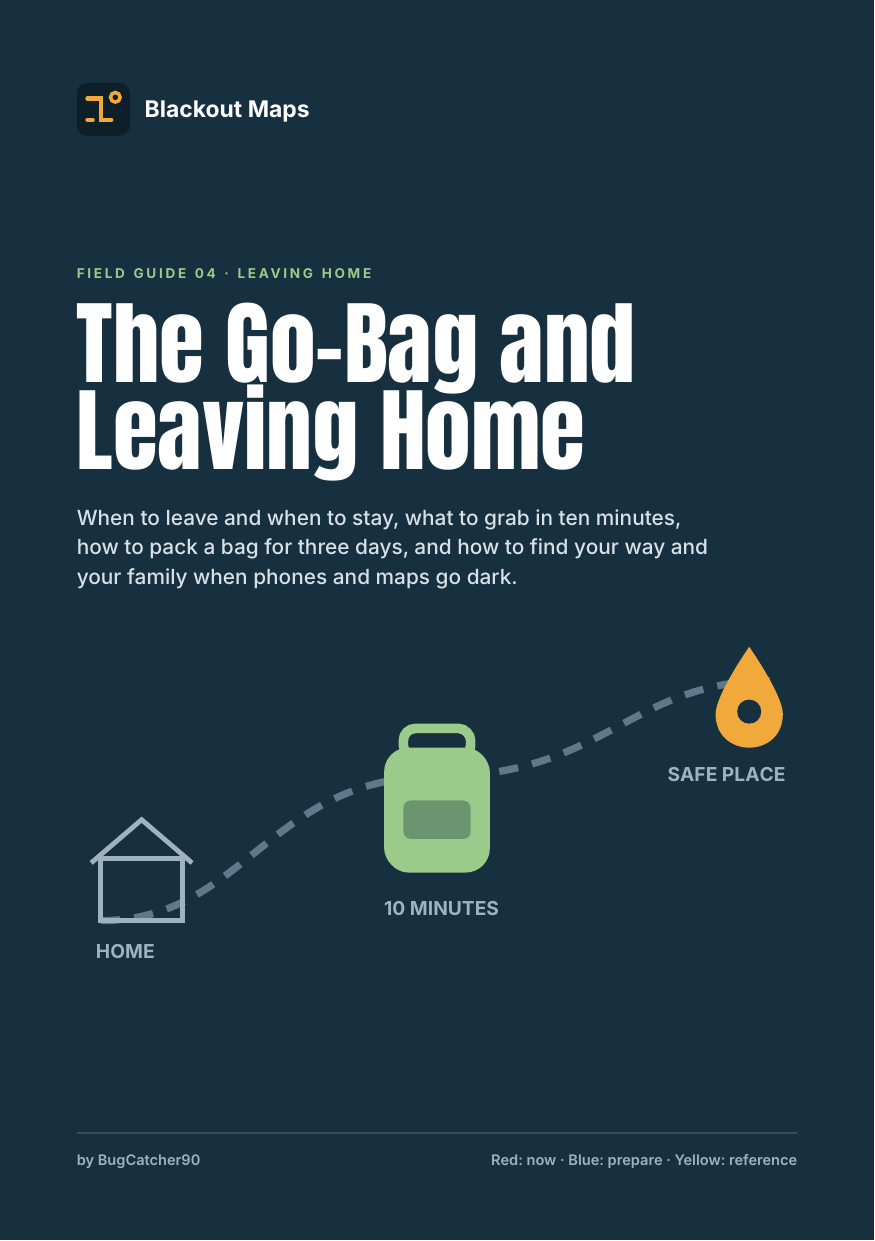 Blackout Maps
FIELD GUIDE 04 · LEAVING HOME
The Go-Bag and
Leaving Home
When to leave and when to stay, what to grab in ten minutes,
how to pack a bag for three days, and how to find your way and
your family when phones and maps go dark.
SAFE PLACE
10 MINUTES
HOME
by BugCatcher90
Red: now · Blue: prepare · Yellow: reference